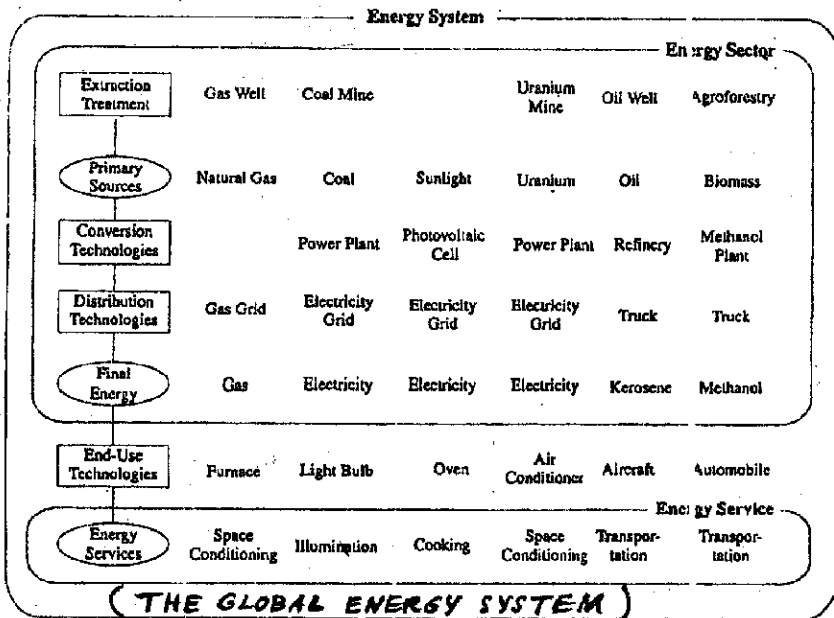 Energy System
Energy Sector
Extraction
Treatment
Gas Well
Coal Mine
Uranium
Mine
Oil Well
Agroforestry
Primary
Sources
Natural Gas
Coal
Sunlight
Uranium
Oil
Biomass
Conversion
Technologies
Power Plant
Photovoltaic
Cell
Power Plant
Refinery
Methanol
Plant
Distribution
Technologies
Gas Grid
Electricity
Grid
Electricity
Grid
Electricity
Grid
Truck
Truck
Final
Energy
Gas
Electricity
Electricity
Electricity
Kerosene
Methanol
End-Use
Technologies
Furnace
Light Bulb
Oven
Air
Conditioner
Aircraft
Automobile
Energy Service
Energy
Services
Space
Conditioning
Illumination
Cooking
Space
Conditioning
Transpor-
tation
Transpor-
tation
(THE GLOBAL ENERGY SYSTEM)